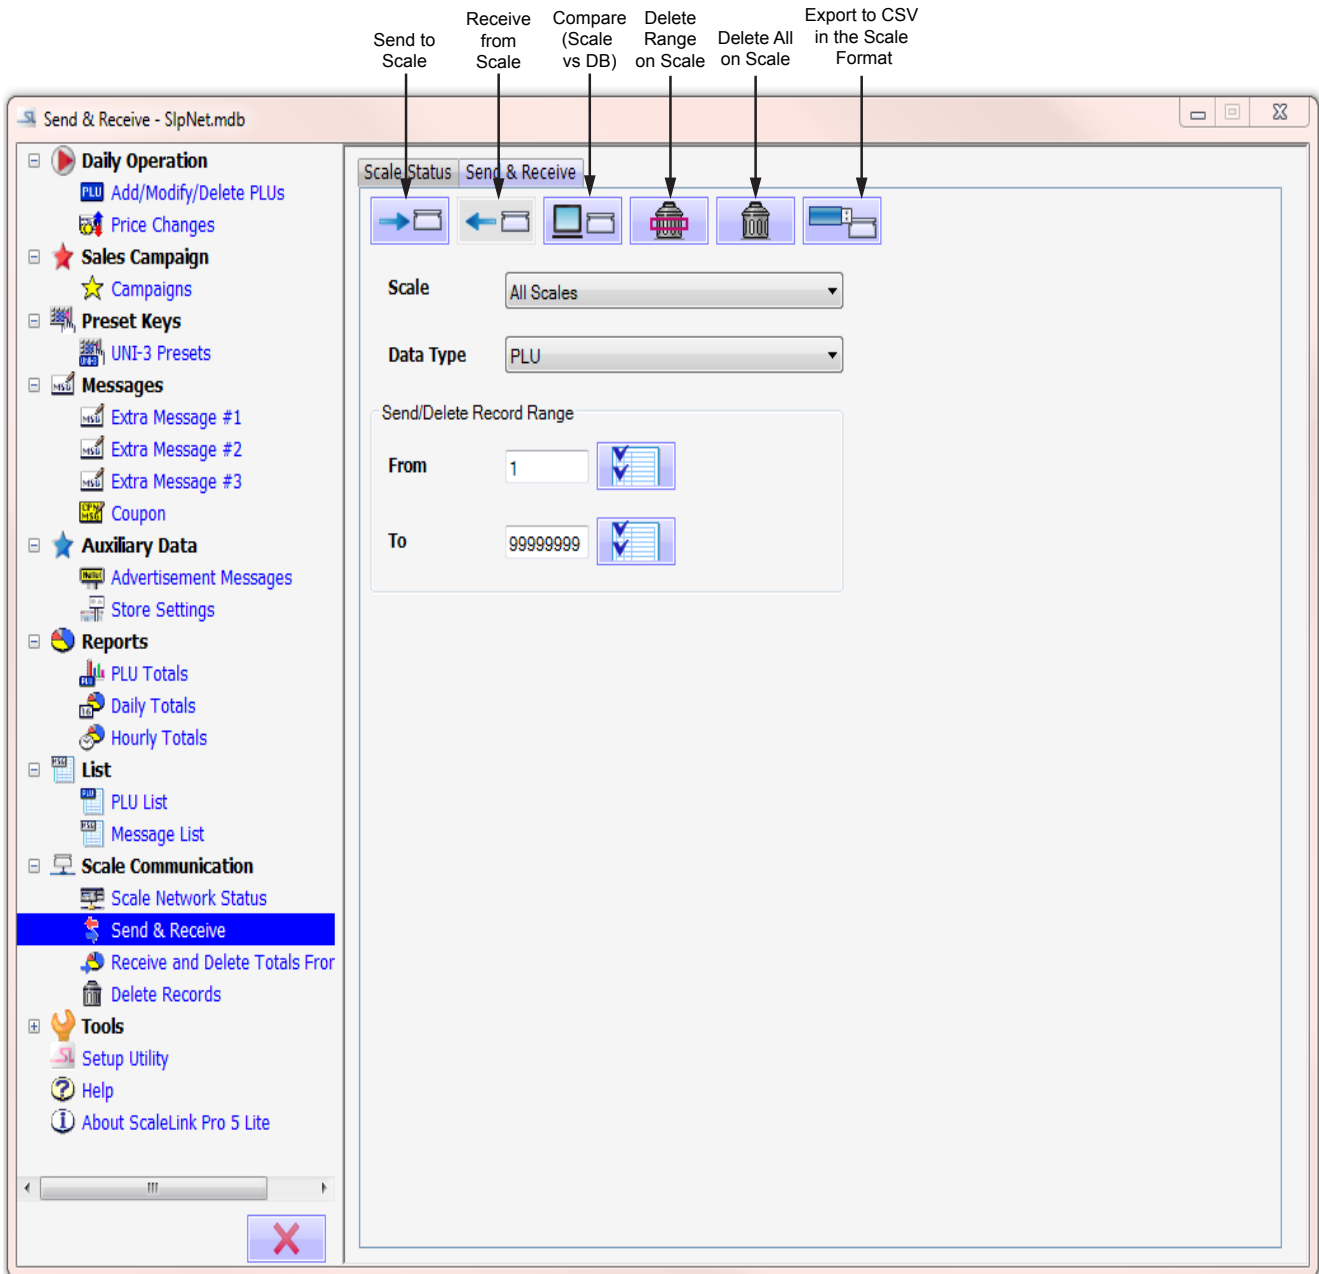 Send to
Scale
Receive
from
Scale
Compare
(Scale
vs DB)
Delete
Range
on Scale
Delete All
on Scale
Export to CSV
in the Scale
Format
Send & Receive - SlpNet.mdb
Daily Operation
PLU Add/Modify/Delete PLUs
Price Changes
Sales Campaign
Campaigns
Preset Keys
UNI-3 Presets
Messages
MSG Extra Message #1
MSG Extra Message #2
MSG Extra Message #3
Coupon
Auxiliary Data
Advertisement Messages
Store Settings
Reports
PLU Totals
Daily Totals
Hourly Totals
List
PLU List
Message List
Scale Communication
Scale Network Status
Send & Receive
Receive and Delete Totals Fror
Delete Records
Tools
SL Setup Utility
Help
About ScaleLink Pro 5 Lite
Scale Status
Send & Receive
Scale
All Scales
Data Type
PLU
Send/Delete Record Range
From
1
To
99999999